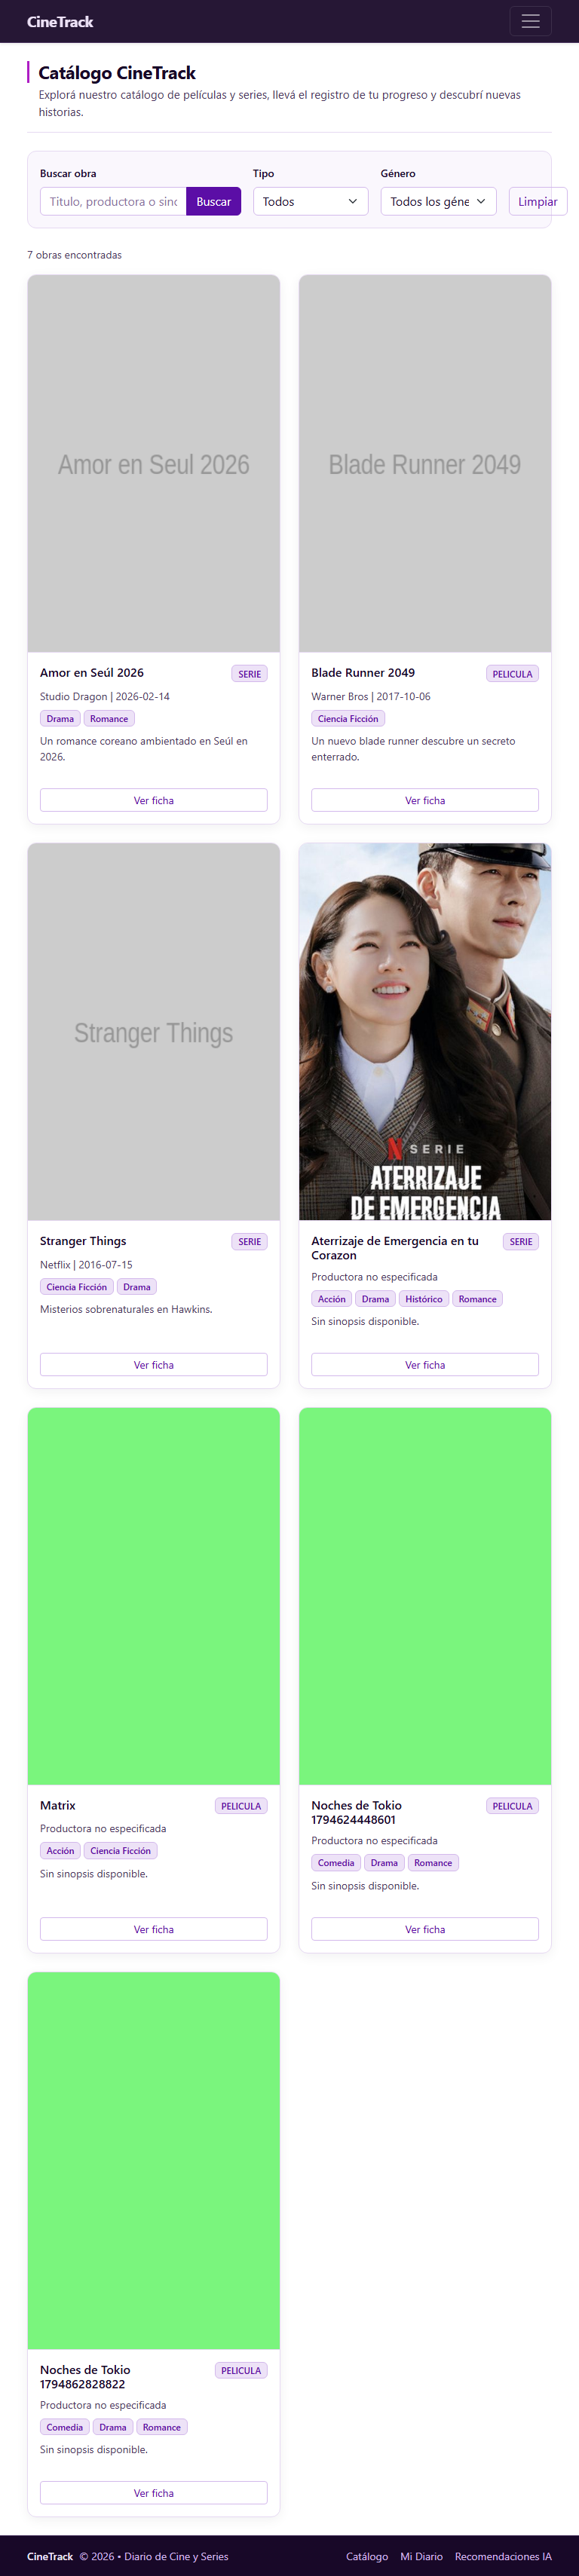 CineTrack
Catálogo CineTrack
Explorá nuestro catálogo de películas y series, llevá el registro de tu progreso y descubrí nuevas
historias.
Buscar obra
Tipo
Género
Titulo, productora o sinc
Buscar
Todos
Todos los géne
Limpiar
7 obras encontradas
Amor en Seul 2026
Blade Runner 2049
Amor en Seúl 2026
SERIE
Studio Dragon | 2026-02-14
Drama
Romance
Un romance coreano ambientado en Seúl en
2026.
Ver ficha
Blade Runner 2049
PELICULA
Warner Bros | 2017-10-06
Ciencia Ficción
Un nuevo blade runner descubre un secreto
enterrado.
Ver ficha
Stranger Things
N SERIE
ATERRIZAJE
DE EMERGENCIA
Stranger Things
SERIE
Netflix | 2016-07-15
Ciencia Ficción
Drama
Misterios sobrenaturales en Hawkins.
Ver ficha
Aterrizaje de Emergencia en tu
Corazon
SERIE
Productora no especificada
Acción
Drama
Histórico
Romance
Sin sinopsis disponible.
Ver ficha
Matrix
PELICULA
Productora no especificada
Acción
Ciencia Ficción
Sin sinopsis disponible.
Ver ficha
Noches de Tokio
1794624448601
PELICULA
Productora no especificada
Comedia
Drama
Romance
Sin sinopsis disponible.
Ver ficha
Noches de Tokio
1794862828822
PELICULA
Productora no especificada
Comedia
Drama
Romance
Sin sinopsis disponible.
Ver ficha
CineTrack © 2026 • Diario de Cine y Series
Catálogo
Mi Diario
Recomendaciones IA